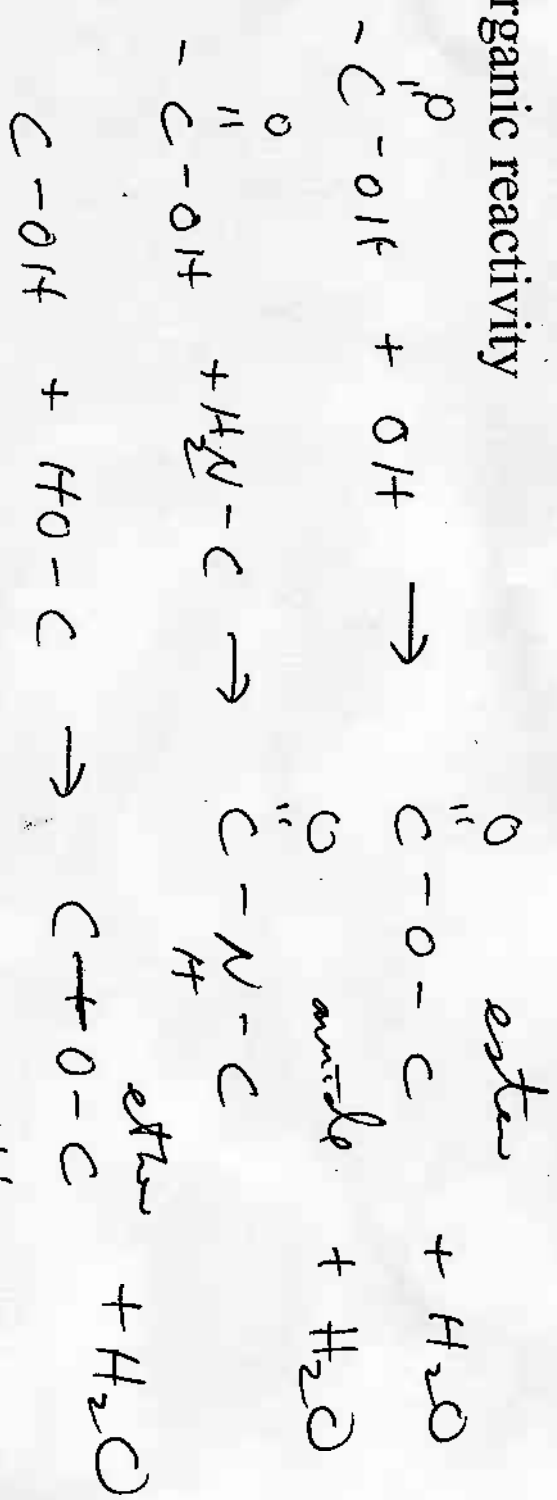 rganic reactivity
O
"
- C - OH + OH → C - O - C ester + H₂O
O
"
- C - OH + H₂N - C → C - N - C amide + H₂O
H
C - OH + HO - C → C - O - C ether + H₂O